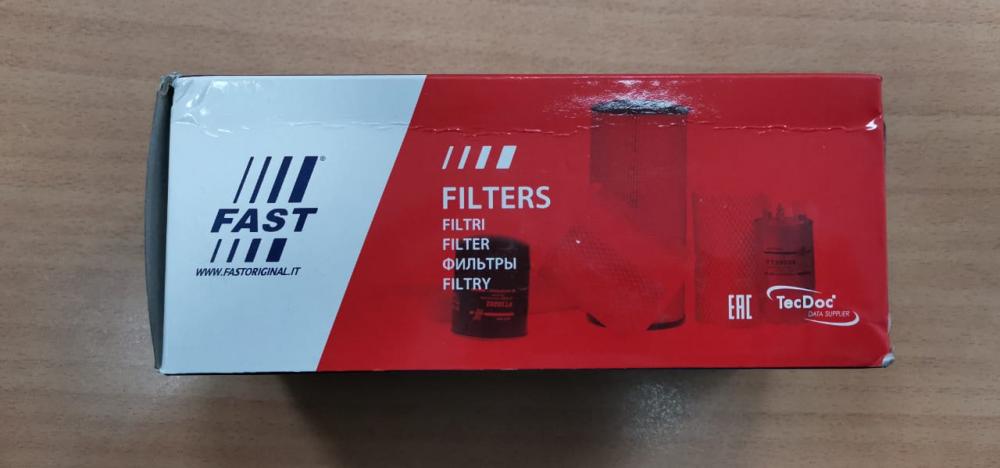 FAST®
WWW.FASTORIGINAL.IT
FILTERS
FILTRI
FILTER
ФИЛЬТРЫ
FILTRY
EAC
TecDoc®
DATA SUPPLIER